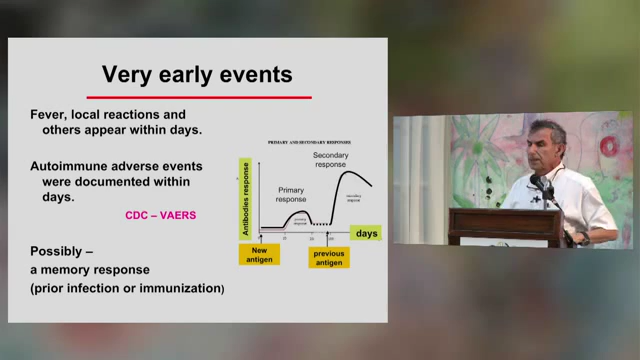 Very early events
Fever, local reactions and
others appear within days.
Autoimmune adverse events
were documented within
days.
CDC – VAERS
Possibly –
a memory response
(prior infection or immunization)
PRIMARY AND SECONDARY RESPONSE
Secondary
response
Primary
response
Antibodies response
days
New
antigen
previous
antigen